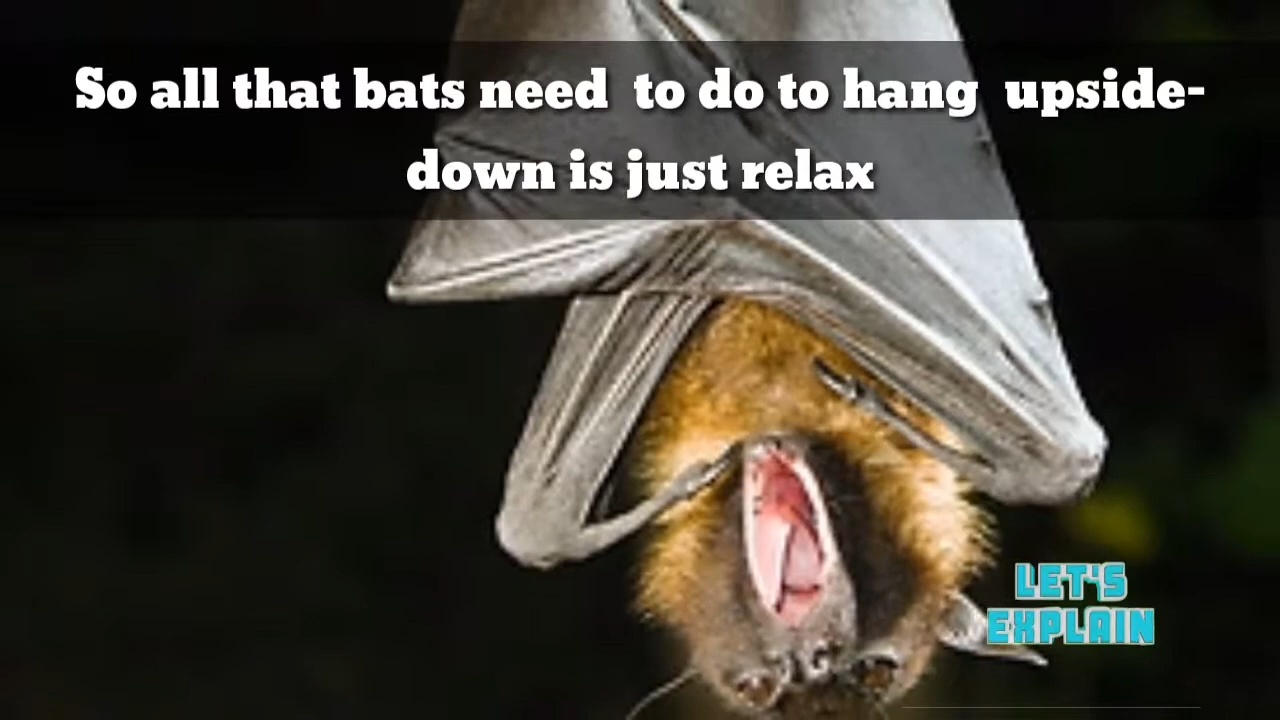 So all that bats need  to do to hang  upside-
down is just relax
LET'S
EXPLAIN